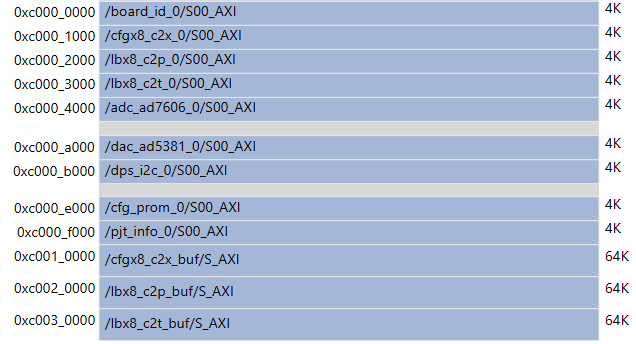 0xc000_0000 /board_id_0/S00_AXI 4K
0xc000_1000 /cfgx8_c2x_0/S00_AXI 4K
0xc000_2000 /lbx8_c2p_0/S00_AXI 4K
0xc000_3000 /lbx8_c2t_0/S00_AXI 4K
0xc000_4000 /adc_ad7606_0/S00_AXI 4K
0xc000_a000 /dac_ad5381_0/S00_AXI 4K
0xc000_b000 /dps_i2c_0/S00_AXI 4K
0xc000_e000 /cfg_prom_0/S00_AXI 4K
0xc000_f000 /pjt_info_0/S00_AXI 4K
0xc001_0000 /cfgx8_c2x_buf/S_AXI 64K
0xc002_0000 /lbx8_c2p_buf/S_AXI 64K
0xc003_0000 /lbx8_c2t_buf/S_AXI 64K